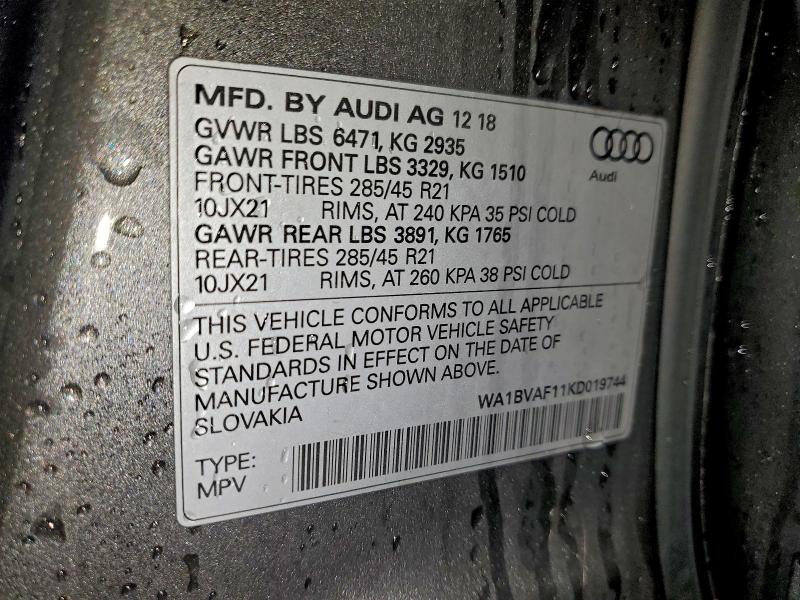 MFD. BY AUDI AG 12 18
GVWR LBS 6471, KG 2935
GAWR FRONT LBS 3329, KG 1510
FRONT-TIRES 285/45 R21
10JX21 RIMS, AT 240 KPA 35 PSI COLD
GAWR REAR LBS 3891, KG 1765
REAR-TIRES 285/45 R21
10JX21 RIMS, AT 260 KPA 38 PSI COLD
Audi
THIS VEHICLE CONFORMS TO ALL APPLICABLE
U.S. FEDERAL MOTOR VEHICLE SAFETY
STANDARDS IN EFFECT ON THE DATE OF
MANUFACTURE SHOWN ABOVE.
SLOVAKIA
WA1BVAF11KD019744
TYPE:
MPV